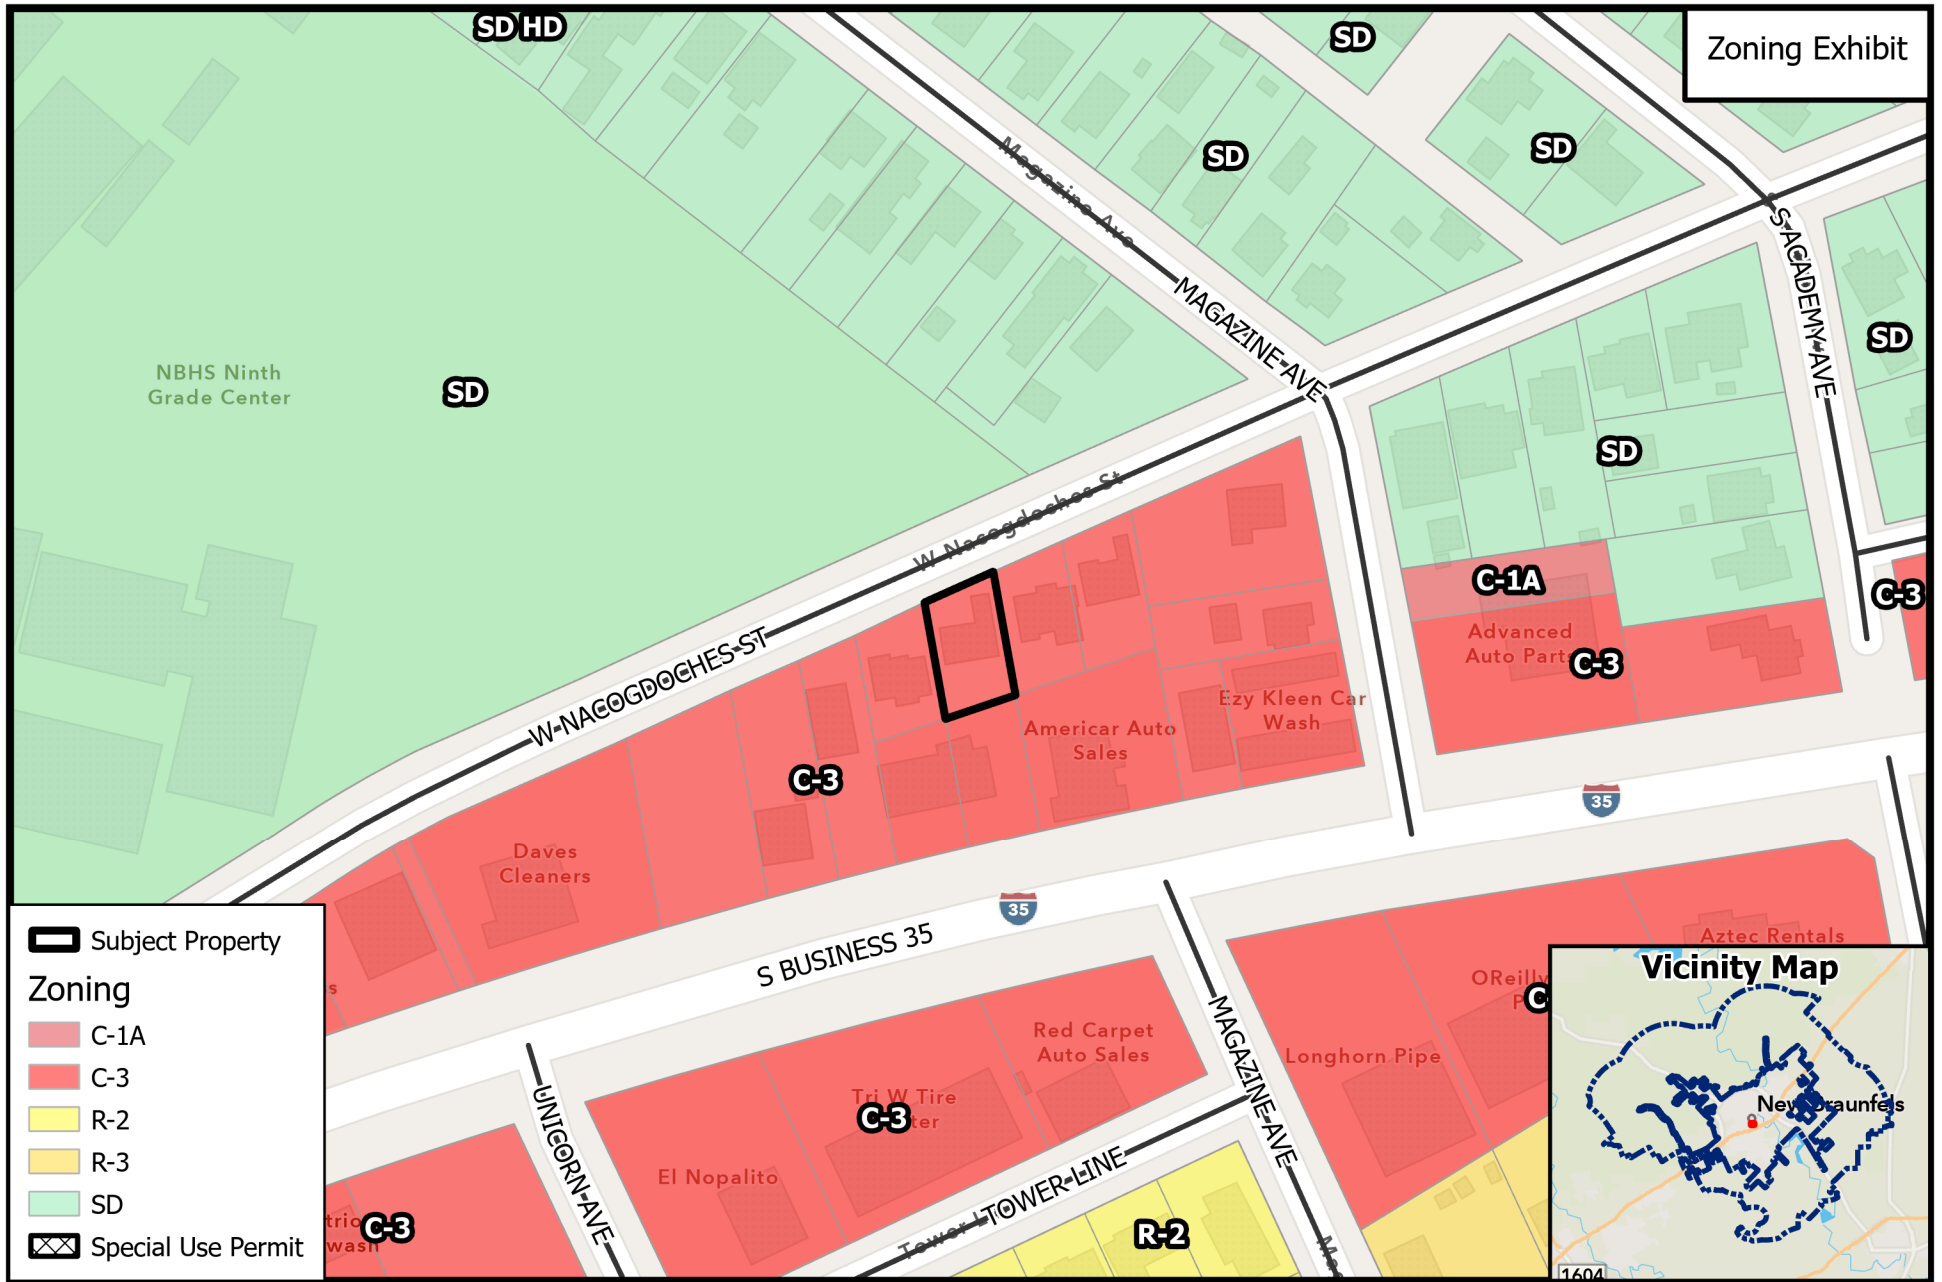 SD HD
SD
Zoning Exhibit
SD
SD
Magazine Ave
S ACADEMY AVE
MAGAZINE AVE
SD
NBHS Ninth
Grade Center
SD
SD
W Nacogdoches St
C-1A
C-3
Advanced
Auto Parts
C-3
W NACOGDOCHES ST
Ezy Kleen Car
Wash
Americar Auto
Sales
C-3
35
Daves
Cleaners
35
S BUSINESS 35
Aztec Rentals
OReilly
C
Red Carpet
Auto Sales
Longhorn Pipe
MAGAZINE AVE
Tri W Tire
C-3
UNICORN AVE
El Nopalito
Tower L
TOWER LINE
C-3
wash
R-2
Subject Property
Zoning
C-1A
C-3
R-2
R-3
SD
Special Use Permit
Vicinity Map
New Braunfels
1604